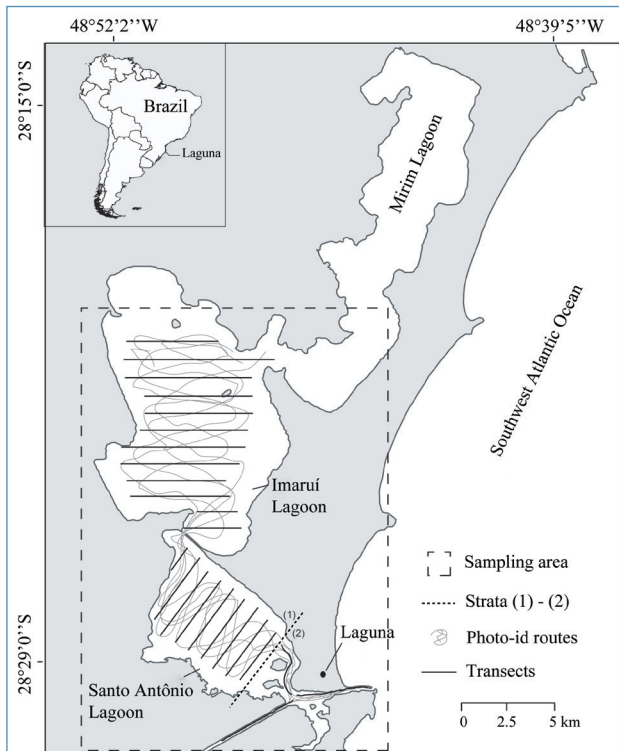 48°52’2’’W
48°39’5’’W
28°15’0’’S
Brazil
Laguna
Mirim Lagoon
Southwest Atlantic Ocean
Imaruí
Lagoon
Sampling area
(1)
Strata (1) - (2)
(2)
Laguna
Photo-id routes
28°29’0’’S
Transects
Santo Antônio
Lagoon
0 2.5 5 km